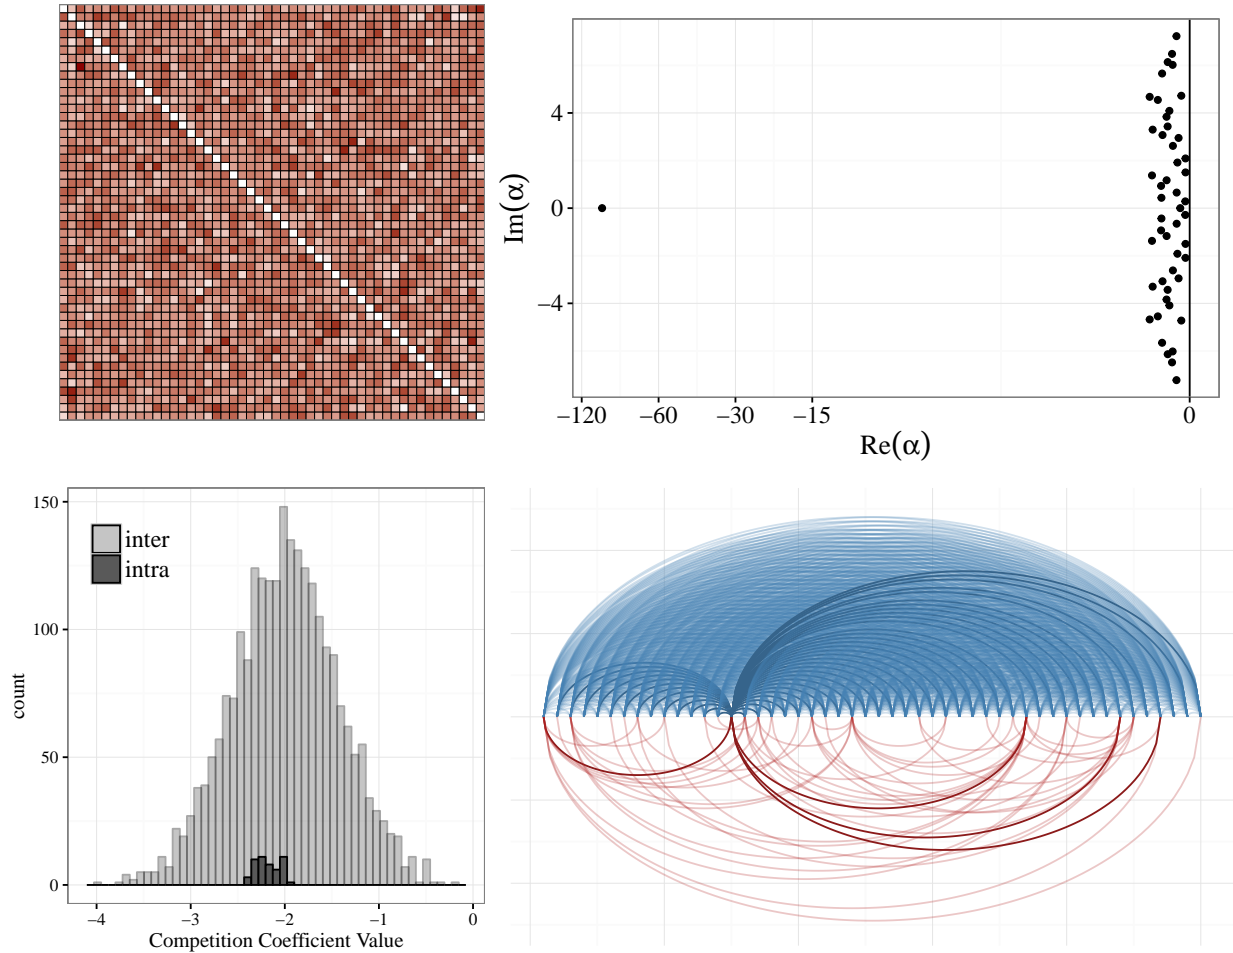 4
0
−4
Im(α)
−120 −60 −30 −15 0
Re(α)
150
100
50
0
count
inter
intra
−4 −3 −2 −1 0
Competition Coefficient Value